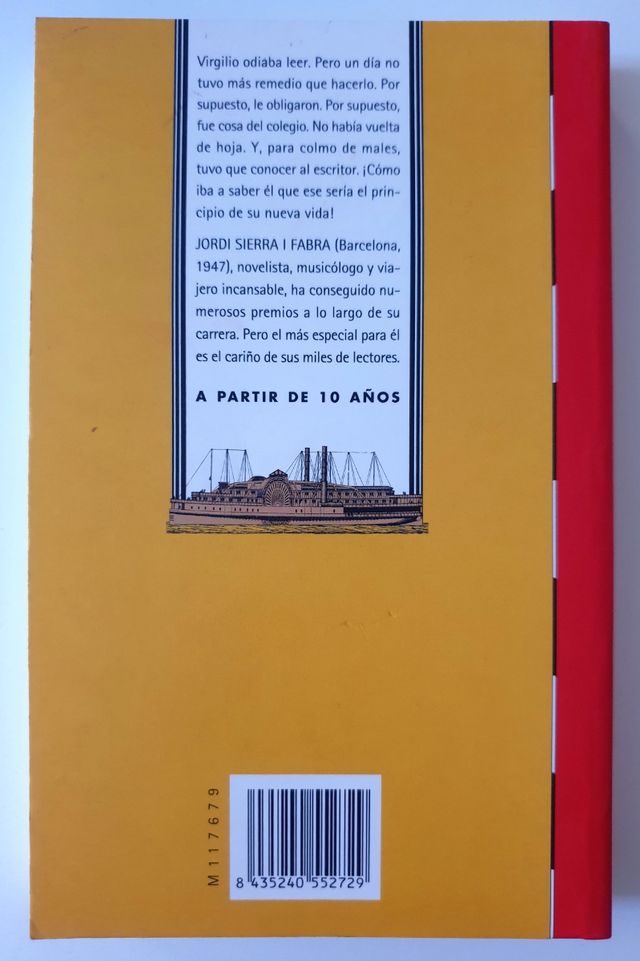 Virgilio odiaba leer. Pero un día no
tuvo más remedio que hacerlo. Por
supuesto, le obligaron. Por supuesto,
fue cosa del colegio. No había vuelta
de hoja. Y, para colmo de males,
tuvo que conocer al escritor. ¡Cómo
iba a saber él que ese sería el prin-
cipio de su nueva vida!
JORDI SIERRA I FABRA (Barcelona,
1947), novelista, musicólogo y via-
jero incansable, ha conseguido nu-
merosos premios a lo largo de su
carrera. Pero el más especial para él
es el cariño de sus miles de lectores.
A PARTIR DE 10 AÑOS
M 117679
8 435240 552729